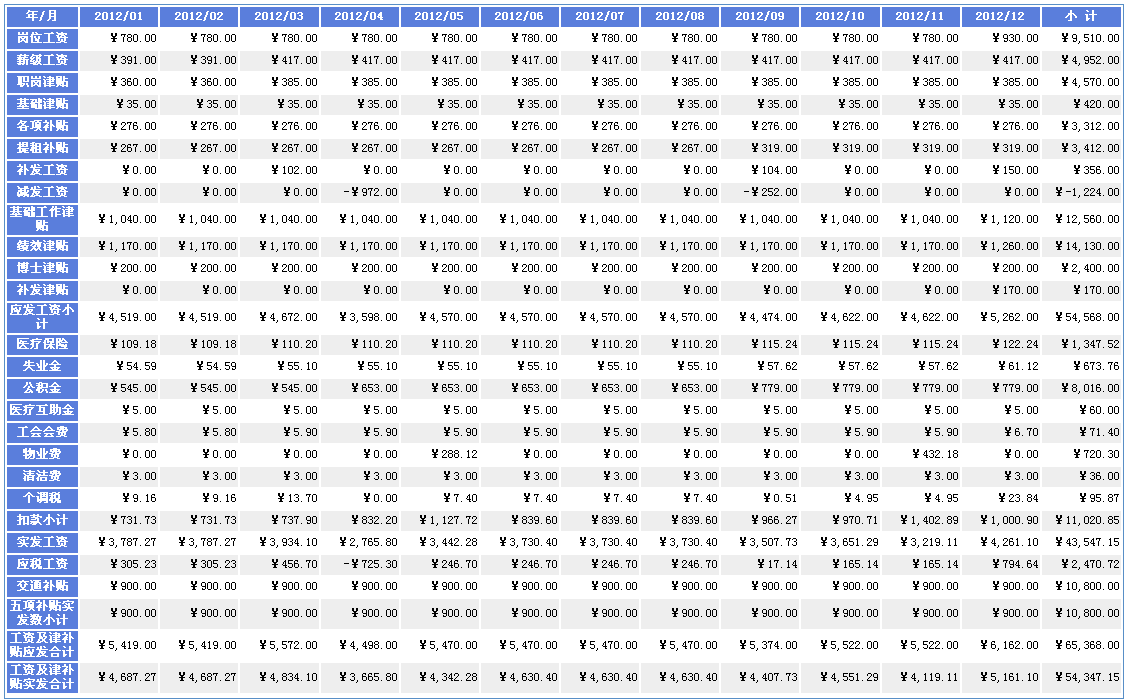 年/月 2012/01 2012/02 2012/03 2012/04 2012/05 2012/06 2012/07 2012/08 2012/09 2012/10 2012/11 2012/12 小 计
岗位工资 ¥780.00 ¥780.00 ¥780.00 ¥780.00 ¥780.00 ¥780.00 ¥780.00 ¥780.00 ¥780.00 ¥780.00 ¥780.00 ¥930.00 ¥9,510.00
薪级工资 ¥391.00 ¥391.00 ¥417.00 ¥417.00 ¥417.00 ¥417.00 ¥417.00 ¥417.00 ¥417.00 ¥417.00 ¥417.00 ¥417.00 ¥4,952.00
职岗津贴 ¥360.00 ¥360.00 ¥385.00 ¥385.00 ¥385.00 ¥385.00 ¥385.00 ¥385.00 ¥385.00 ¥385.00 ¥385.00 ¥385.00 ¥4,570.00
基础津贴 ¥35.00 ¥35.00 ¥35.00 ¥35.00 ¥35.00 ¥35.00 ¥35.00 ¥35.00 ¥35.00 ¥35.00 ¥35.00 ¥35.00 ¥420.00
各项补贴 ¥276.00 ¥276.00 ¥276.00 ¥276.00 ¥276.00 ¥276.00 ¥276.00 ¥276.00 ¥276.00 ¥276.00 ¥276.00 ¥276.00 ¥3,312.00
提租补贴 ¥267.00 ¥267.00 ¥267.00 ¥267.00 ¥267.00 ¥267.00 ¥267.00 ¥267.00 ¥319.00 ¥319.00 ¥319.00 ¥319.00 ¥3,412.00
补发工资 ¥0.00 ¥0.00 ¥102.00 ¥0.00 ¥0.00 ¥0.00 ¥0.00 ¥0.00 ¥104.00 ¥0.00 ¥0.00 ¥150.00 ¥356.00
减发工资 ¥0.00 ¥0.00 ¥0.00 -¥972.00 ¥0.00 ¥0.00 ¥0.00 ¥0.00 -¥252.00 ¥0.00 ¥0.00 ¥0.00 ¥-1,224.00
基础工作津
贴 ¥1,040.00 ¥1,040.00 ¥1,040.00 ¥1,040.00 ¥1,040.00 ¥1,040.00 ¥1,040.00 ¥1,040.00 ¥1,040.00 ¥1,040.00 ¥1,040.00 ¥1,120.00 ¥12,560.00
绩效津贴 ¥1,170.00 ¥1,170.00 ¥1,170.00 ¥1,170.00 ¥1,170.00 ¥1,170.00 ¥1,170.00 ¥1,170.00 ¥1,170.00 ¥1,170.00 ¥1,170.00 ¥1,260.00 ¥14,130.00
博士津贴 ¥200.00 ¥200.00 ¥200.00 ¥200.00 ¥200.00 ¥200.00 ¥200.00 ¥200.00 ¥200.00 ¥200.00 ¥200.00 ¥200.00 ¥2,400.00
补发津贴 ¥0.00 ¥0.00 ¥0.00 ¥0.00 ¥0.00 ¥0.00 ¥0.00 ¥0.00 ¥0.00 ¥0.00 ¥0.00 ¥170.00 ¥170.00
应发工资小
计 ¥4,519.00 ¥4,519.00 ¥4,672.00 ¥3,598.00 ¥4,570.00 ¥4,570.00 ¥4,570.00 ¥4,570.00 ¥4,474.00 ¥4,622.00 ¥4,622.00 ¥5,262.00 ¥54,568.00
医疗保险 ¥109.18 ¥109.18 ¥110.20 ¥110.20 ¥110.20 ¥110.20 ¥110.20 ¥110.20 ¥115.24 ¥115.24 ¥115.24 ¥122.24 ¥1,347.52
失业金 ¥54.59 ¥54.59 ¥55.10 ¥55.10 ¥55.10 ¥55.10 ¥55.10 ¥55.10 ¥57.62 ¥57.62 ¥57.62 ¥61.12 ¥673.76
公积金 ¥545.00 ¥545.00 ¥545.00 ¥653.00 ¥653.00 ¥653.00 ¥653.00 ¥653.00 ¥779.00 ¥779.00 ¥779.00 ¥779.00 ¥8,016.00
医疗互助金 ¥5.00 ¥5.00 ¥5.00 ¥5.00 ¥5.00 ¥5.00 ¥5.00 ¥5.00 ¥5.00 ¥5.00 ¥5.00 ¥5.00 ¥60.00
工会会费 ¥5.80 ¥5.80 ¥5.90 ¥5.90 ¥5.90 ¥5.90 ¥5.90 ¥5.90 ¥5.90 ¥5.90 ¥5.90 ¥6.70 ¥71.40
物业费 ¥0.00 ¥0.00 ¥0.00 ¥0.00 ¥288.12 ¥0.00 ¥0.00 ¥0.00 ¥0.00 ¥0.00 ¥432.18 ¥0.00 ¥720.30
清洁费 ¥3.00 ¥3.00 ¥3.00 ¥3.00 ¥3.00 ¥3.00 ¥3.00 ¥3.00 ¥3.00 ¥3.00 ¥3.00 ¥3.00 ¥36.00
个调税 ¥9.16 ¥9.16 ¥13.70 ¥0.00 ¥7.40 ¥7.40 ¥7.40 ¥7.40 ¥0.51 ¥4.95 ¥4.95 ¥23.84 ¥95.87
扣款小计 ¥731.73 ¥731.73 ¥737.90 ¥832.20 ¥1,127.72 ¥839.60 ¥839.60 ¥839.60 ¥966.27 ¥970.71 ¥1,402.89 ¥1,000.90 ¥11,020.85
实发工资 ¥3,787.27 ¥3,787.27 ¥3,934.10 ¥2,765.80 ¥3,442.28 ¥3,730.40 ¥3,730.40 ¥3,730.40 ¥3,507.73 ¥3,651.29 ¥3,219.11 ¥4,261.10 ¥43,547.15
应税工资 ¥305.23 ¥305.23 ¥456.70 -¥725.30 ¥246.70 ¥246.70 ¥246.70 ¥246.70 ¥17.14 ¥165.14 ¥165.14 ¥794.64 ¥2,470.72
交通补贴 ¥900.00 ¥900.00 ¥900.00 ¥900.00 ¥900.00 ¥900.00 ¥900.00 ¥900.00 ¥900.00 ¥900.00 ¥900.00 ¥900.00 ¥10,800.00
五项补贴实
发数小计 ¥900.00 ¥900.00 ¥900.00 ¥900.00 ¥900.00 ¥900.00 ¥900.00 ¥900.00 ¥900.00 ¥900.00 ¥900.00 ¥900.00 ¥10,800.00
工资及津补
贴应发合计 ¥5,419.00 ¥5,419.00 ¥5,572.00 ¥4,498.00 ¥5,470.00 ¥5,470.00 ¥5,470.00 ¥5,470.00 ¥5,374.00 ¥5,522.00 ¥5,522.00 ¥6,162.00 ¥65,368.00
工资及津补
贴实发合计 ¥4,687.27 ¥4,687.27 ¥4,834.10 ¥3,665.80 ¥4,342.28 ¥4,630.40 ¥4,630.40 ¥4,630.40 ¥4,407.73 ¥4,551.29 ¥4,119.11 ¥5,161.10 ¥54,347.15